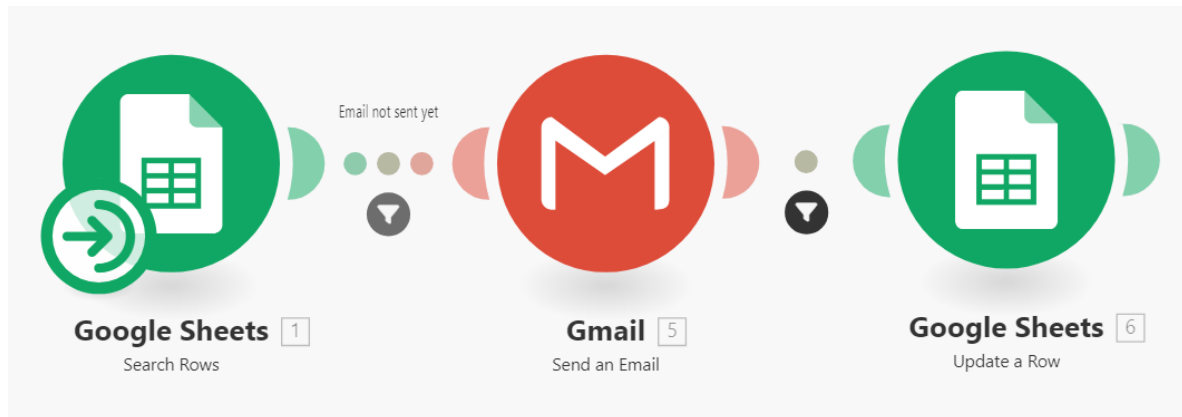 Email not sent yet
Google Sheets 1
Search Rows
Gmail 5
Send an Email
Google Sheets 6
Update a Row